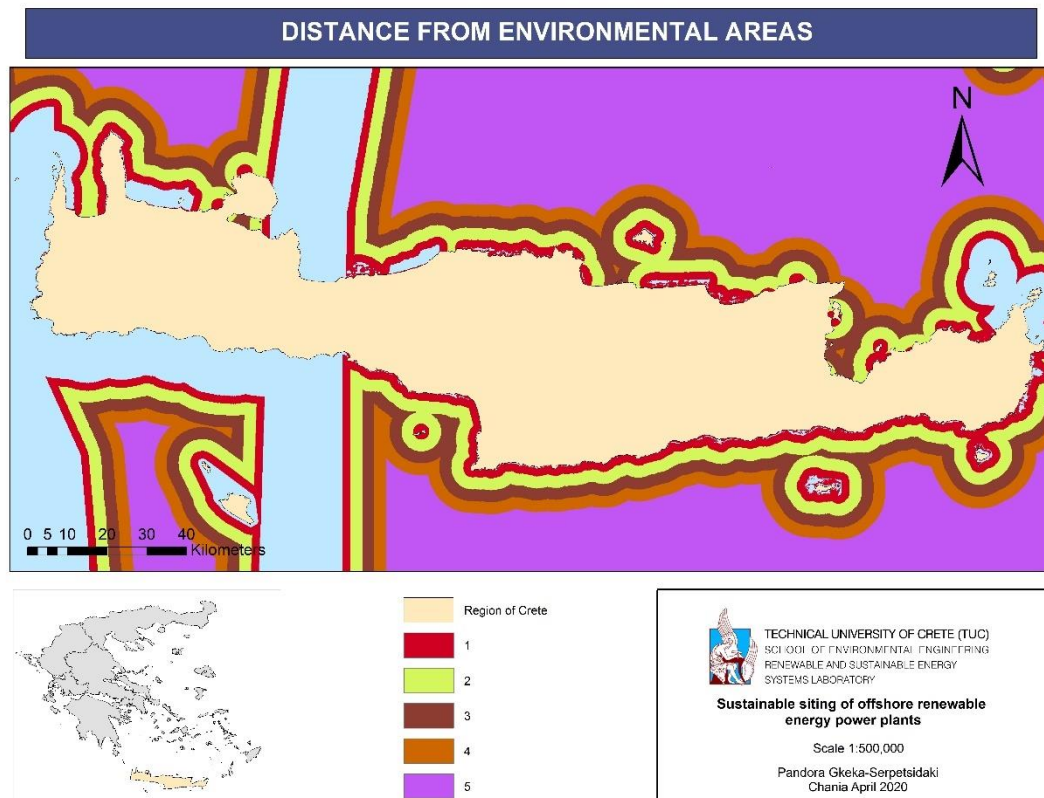 DISTANCE FROM ENVIRONMENTAL AREAS
N
0 5 10 20 30 40
Kilometers
Region of Crete
1
2
3
4
5
TECHNICAL UNIVERSITY OF CRETE (TUC)
SCHOOL OF ENVIRONMENTAL ENGINEERING
RENEWABLE AND SUSTAINABLE ENERGY
SYSTEMS LABORATORY
Sustainable siting of offshore renewable
energy power plants
Scale 1:500,000
Pandora Gkeka-Serpetsidaki
Chania April 2020